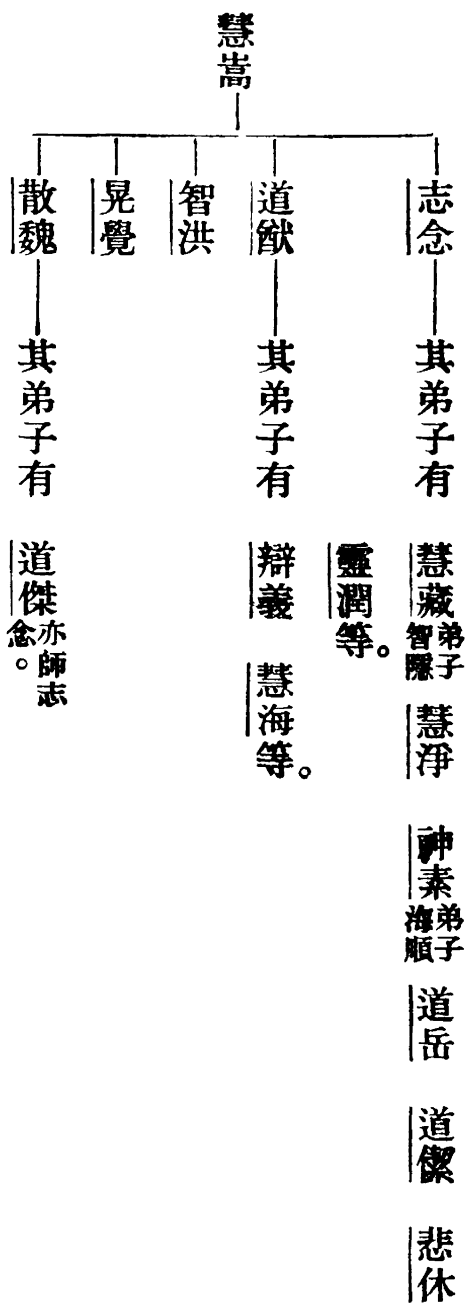 慧嵩
志念 其弟子有 慧藏弟子智隱 慧淨 神素弟子海順 道岳 道傑 悲休
靈潤等。
道猷 其弟子有 辯義 慧海等。
智洪
晃覺
散魏 其弟子有 道傑亦師志念。